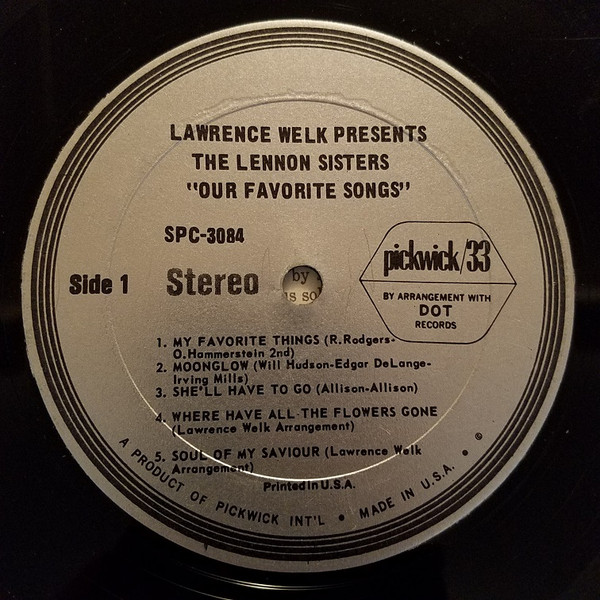 LAWRENCE WELK PRESENTS
THE LENNON SISTERS
"OUR FAVORITE SONGS"
SPC-3084
pickwick/33
Side 1
Stereo
by
us so
BY ARRANGEMENT WITH
DOT
RECORDS
1. MY FAVORITE THINGS (R.Rodgers-
O.Hammerstein 2nd)
2. MOONGLOW (Will Hudson-Edgar DeLange-
Irving Mills)
3. SHE'LL HAVE TO GO (Allison-Allison)
4. WHERE HAVE ALL THE FLOWERS GONE
(Lawrence Welk Arrangement)
5. SOUL OF MY SAVIOUR (Lawrence Welk
Arrangement)
Printed in U.S.A.
A PRODUCT OF PICKWICK INT'L • MADE IN U.S.A. •